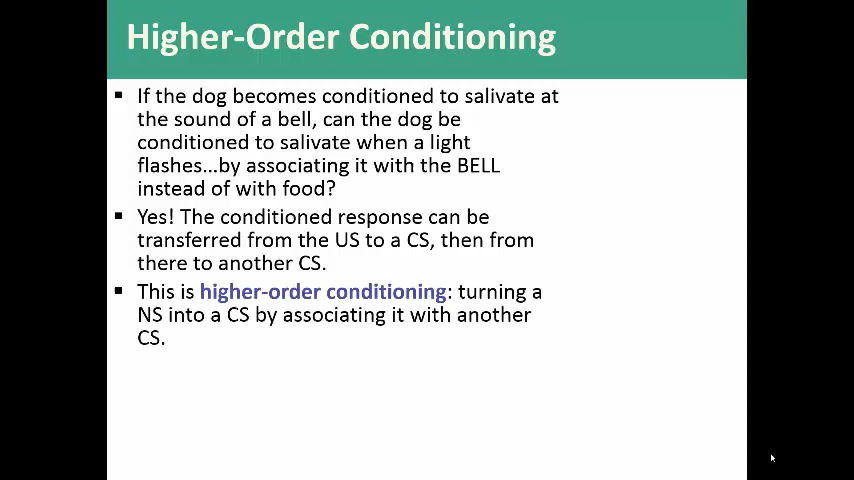 Higher-Order Conditioning
▪ If the dog becomes conditioned to salivate at
the sound of a bell, can the dog be
conditioned to salivate when a light
flashes…by associating it with the BELL
instead of with food?
▪ Yes! The conditioned response can be
transferred from the US to a CS, then from
there to another CS.
▪ This is higher-order conditioning: turning a
NS into a CS by associating it with another
CS.